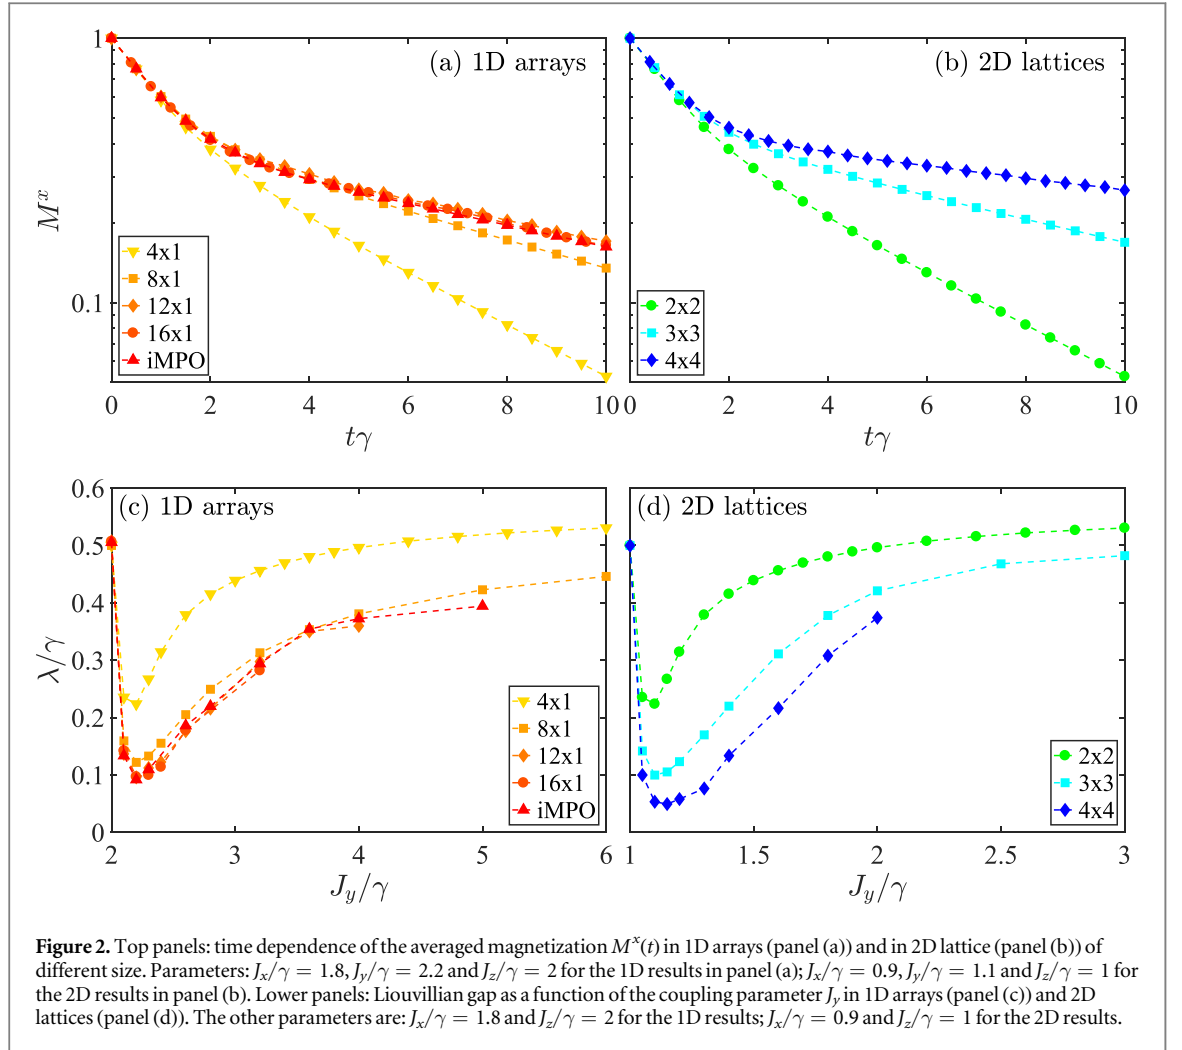 (a) 1D arrays
1
0.1
M^x
4x1
8x1
12x1
16x1
iMPO
0 2 4 6 8 10
tγ
(b) 2D lattices
2x2
3x3
4x4
0 2 4 6 8 10
tγ
(c) 1D arrays
0.6
0.5
0.4
0.3
0.2
0.1
0
λ/γ
4x1
8x1
12x1
16x1
iMPO
2 3 4 5 6
J_y/γ
(d) 2D lattices
2x2
3x3
4x4
1 1.5 2 2.5 3
J_y/γ
Figure 2. Top panels: time dependence of the averaged magnetization M^x(t) in 1D arrays (panel (a)) and in 2D lattice (panel (b)) of
different size. Parameters: J_x/γ = 1.8, J_y/γ = 2.2 and J_z/γ = 2 for the 1D results in panel (a); J_x/γ = 0.9, J_y/γ = 1.1 and J_z/γ = 1 for
the 2D results in panel (b). Lower panels: Liouvillian gap as a function of the coupling parameter J_y in 1D arrays (panel (c)) and 2D
lattices (panel (d)). The other parameters are: J_x/γ = 1.8 and J_z/γ = 2 for the 1D results; J_x/γ = 0.9 and J_z/γ = 1 for the 2D results.